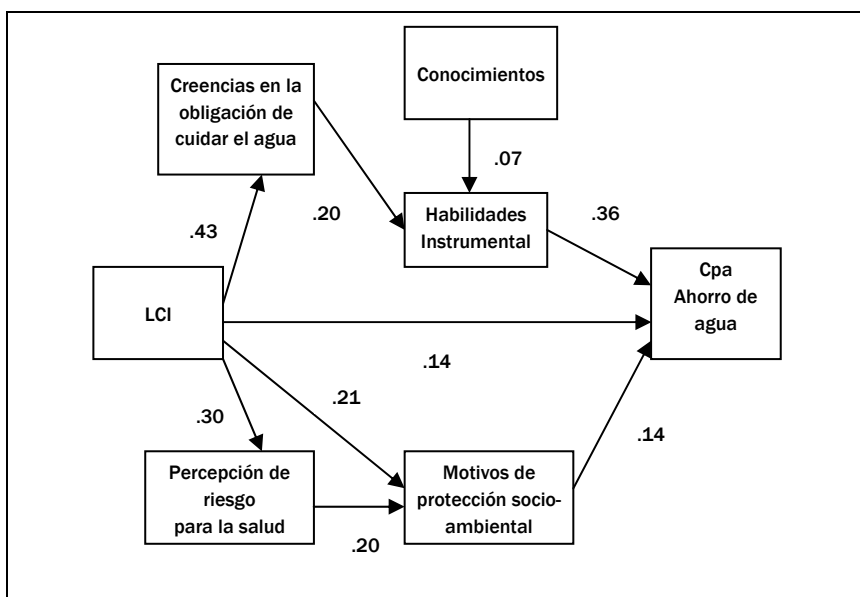 Conocimientos
Creencias en la
obligación de
cuidar el agua
.07
.20
.43
Habilidades
Instrumental
.36
Cpa
Ahorro de
agua
LCI
.14
.21
.30
.14
Percepción de
riesgo
para la salud
.20
Motivos de
protección socio-
ambiental